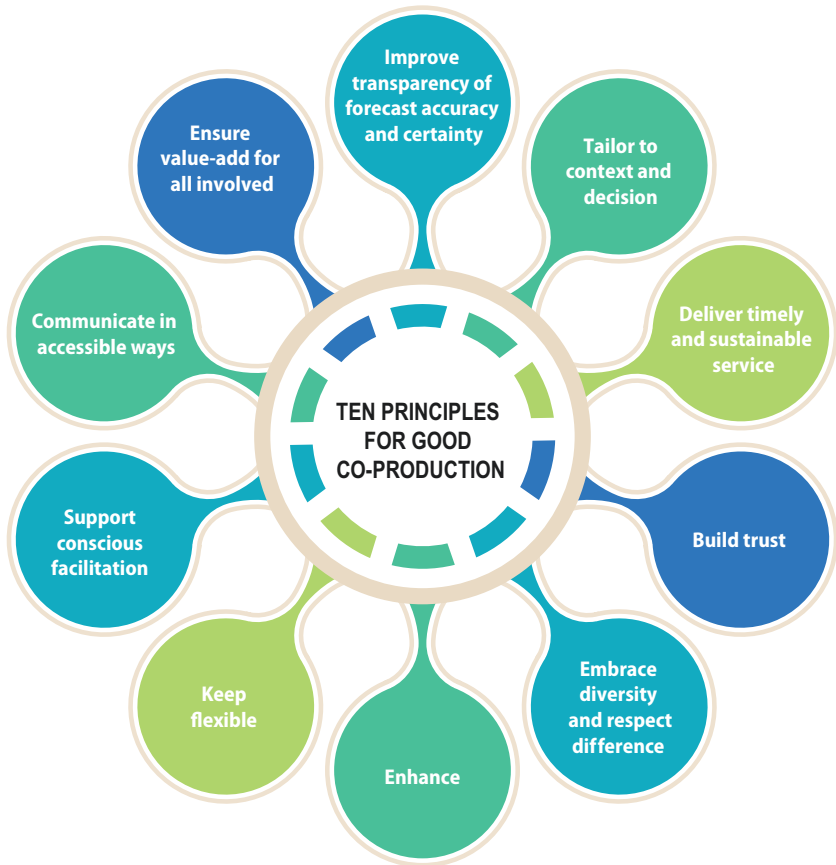 TEN PRINCIPLES
FOR GOOD
CO-PRODUCTION
Improve
transparency of
forecast accuracy
and certainty
Tailor to
context and
decision
Deliver timely
and sustainable
service
Build trust
Embrace
diversity
and respect
difference
Enhance
Keep
flexible
Support
conscious
facilitation
Communicate in
accessible ways
Ensure
value-add for
all involved